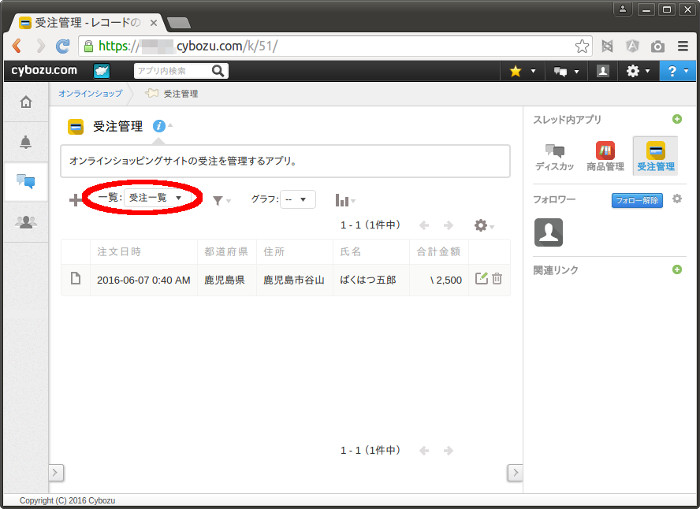 受注管理 - レコードの
https://
.cybozu.com/k/51/
cybozu.com
アプリ内検索
オンラインショップ
受注管理
受注管理
オンラインショッピングサイトの受注を管理するアプリ。
一覧: 受注一覧
グラフ: --
1 - 1 (1件中)
注文日時 都道府県 住所 氏名 合計金額
2016-06-07 0:40 AM 鹿児島県 鹿児島市谷山 ばくはつ五郎 \ 2,500
1 - 1 (1件中)
スレッド内アプリ
ディスカッ 商品管理 受注管理
フォロワー フォロー解除
関連リンク
Copyright (C) 2016 Cybozu